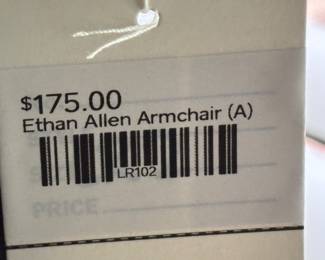 $175.00
Ethan Allen Armchair (A)
LR102
PRICE